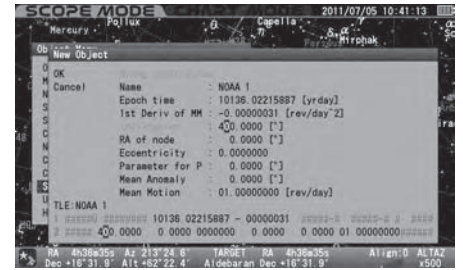 SCOPE MODE 2011/07/05 10:41:13
Mercury Pollux Capella
Mirphak
New Object
OK
Cancel Name : NOAA 1
Epoch time : 10136.02215887 [yrday]
1st Deriv of MM : -0.00000031 [rev/day^2]
: 400.0000 [°]
RA of node : 0.0000 [°]
Eccentricity : 0.0000000
Parameter for P : 0.0000 [°]
Mean Anomaly : 0.0000 [°]
Mean Motion : 01.00000000 [rev/day]
TLE:NOAA 1
1 10136 02215887 - 00000031
2 400 0000 0 0000 0000000 0 0000 0 0000 01 00000000
RA 4h36m35s Az 213°24.6' TARGET RA 4h36m35s Align:0 ALTAZ
Dec +16°31.9' Alt +62°22.4' Aldebaran Dec +16°31.9' x500